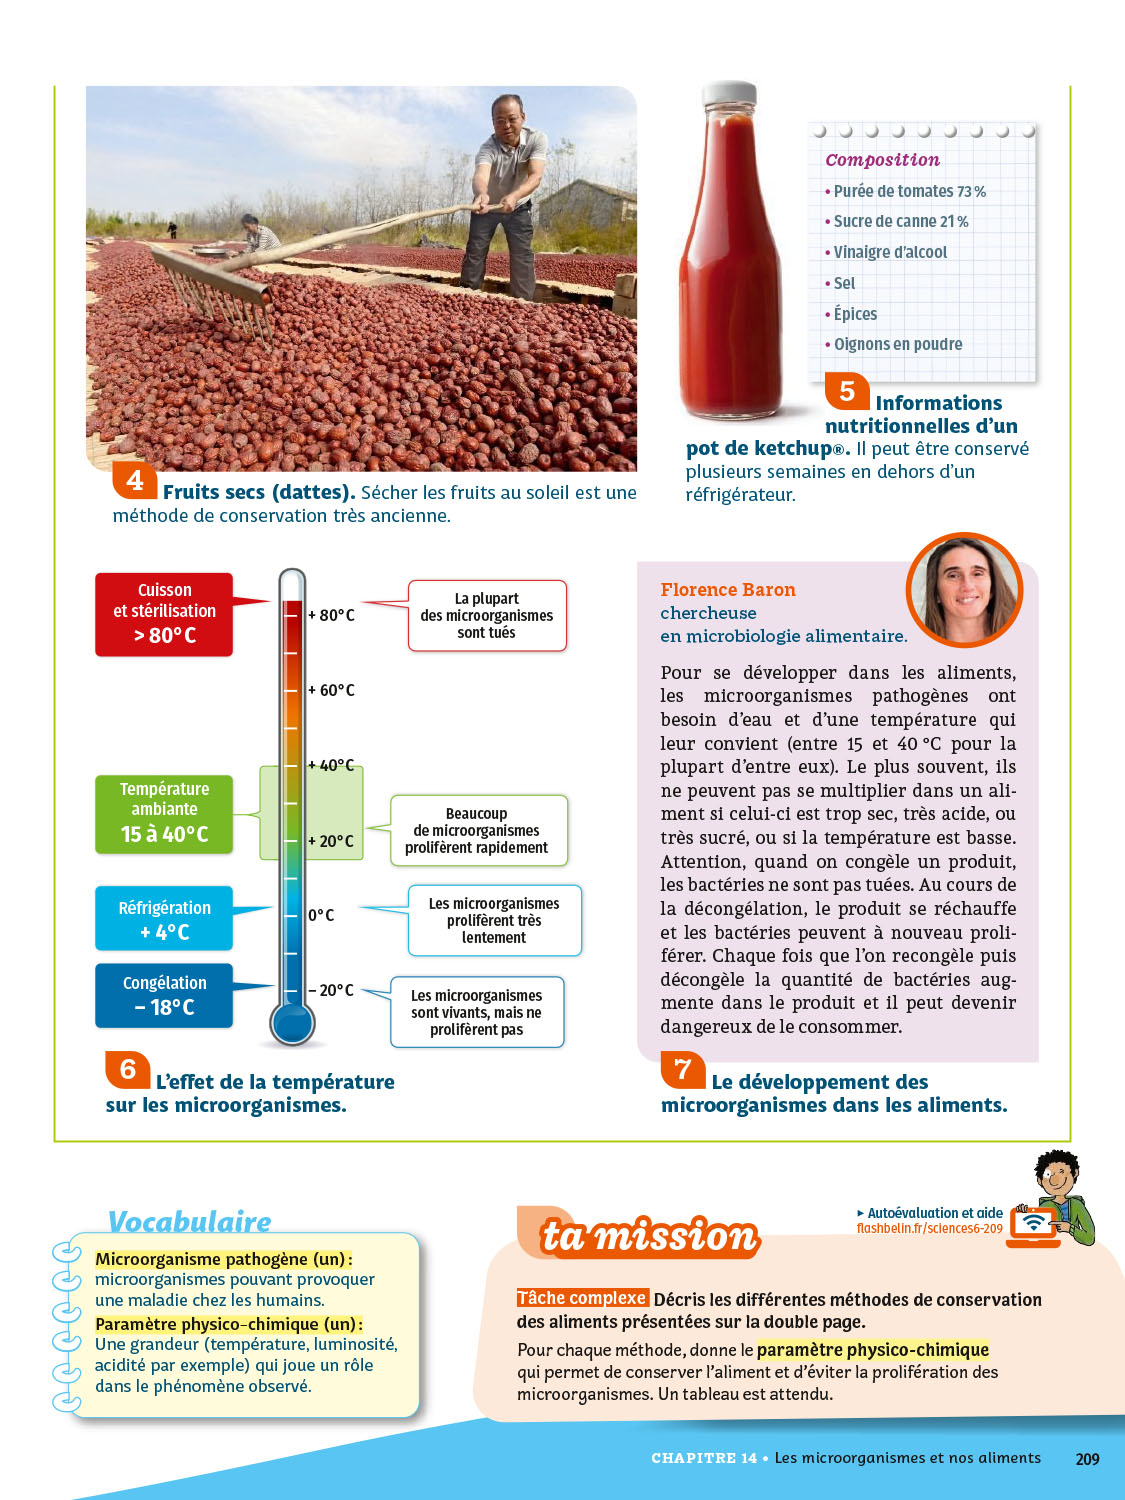 Composition
• Purée de tomates 73 %
• Sucre de canne 21 %
• Vinaigre d'alcool
• Sel
• Épices
• Oignons en poudre
4 Fruits secs (dattes). Sécher les fruits au soleil est une
méthode de conservation très ancienne.
5 Informations
nutritionnelles d'un
pot de ketchup®. Il peut être conservé
plusieurs semaines en dehors d'un
réfrigérateur.
Cuisson
et stérilisation
> 80°C
+ 80°C
La plupart
des microorganismes
sont tués
+ 60°C
+ 40°C
Température
ambiante
15 à 40°C
+ 20°C
Beaucoup
de microorganismes
prolifèrent rapidement
Réfrigération
+ 4°C
0°C
Les microorganismes
prolifèrent très
lentement
Congélation
– 18°C
– 20°C
Les microorganismes
sont vivants, mais ne
prolifèrent pas
6 L'effet de la température
sur les microorganismes.
Florence Baron
chercheuse
en microbiologie alimentaire.
Pour se développer dans les aliments,
les microorganismes pathogènes ont
besoin d'eau et d'une température qui
leur convient (entre 15 et 40 °C pour la
plupart d'entre eux). Le plus souvent, ils
ne peuvent pas se multiplier dans un ali-
ment si celui-ci est trop sec, très acide, ou
très sucré, ou si la température est basse.
Attention, quand on congèle un produit,
les bactéries ne sont pas tuées. Au cours de
la décongélation, le produit se réchauffe
et les bactéries peuvent à nouveau proli-
férer. Chaque fois que l'on recongèle puis
décongèle la quantité de bactéries aug-
mente dans le produit et il peut devenir
dangereux de le consommer.
7 Le développement des
microorganismes dans les aliments.
Vocabulaire
Microorganisme pathogène (un) :
microorganismes pouvant provoquer
une maladie chez les humains.
Paramètre physico-chimique (un) :
Une grandeur (température, luminosité,
acidité par exemple) qui joue un rôle
dans le phénomène observé.
ta mission
▸ Autoévaluation et aide
flashbelin.fr/sciences6-209
Tâche complexe Décris les différentes méthodes de conservation
des aliments présentées sur la double page.
Pour chaque méthode, donne le paramètre physico-chimique
qui permet de conserver l'aliment et d'éviter la prolifération des
microorganismes. Un tableau est attendu.
CHAPITRE 14 • Les microorganismes et nos aliments 209